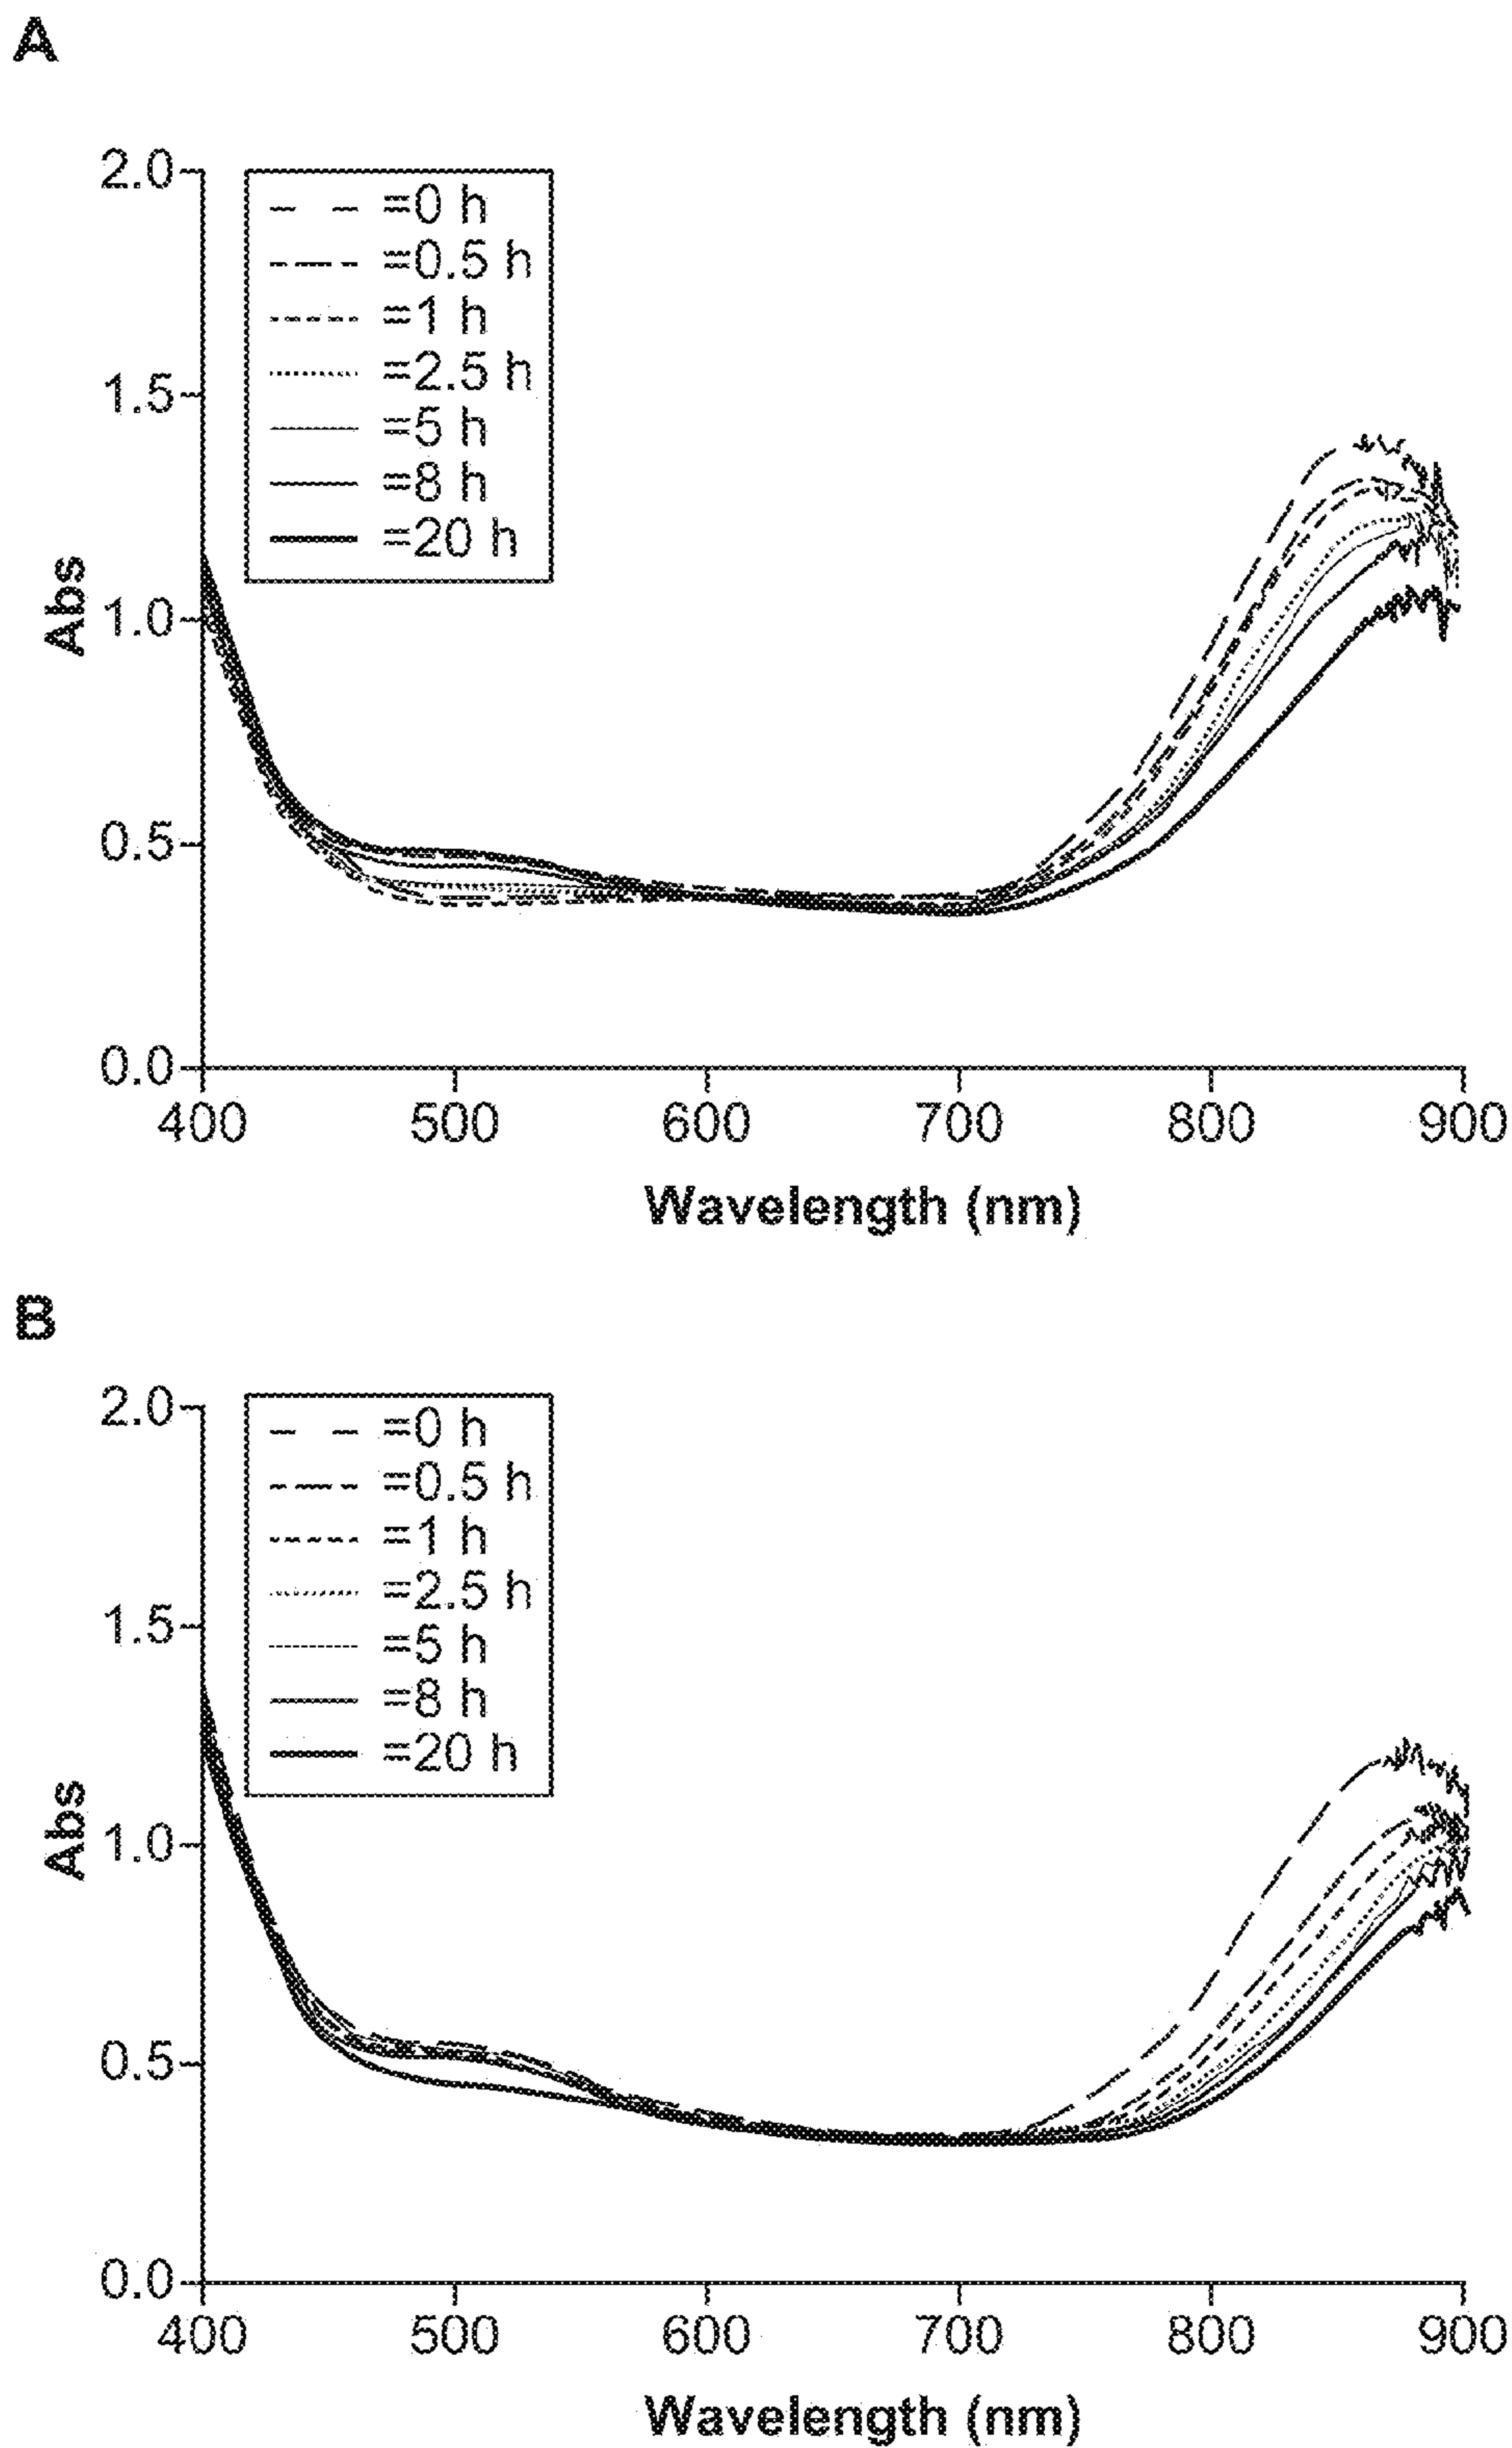 A
2.0
1.5
1.0
0.5
0.0
Abs
=0 h
=0.5 h
=1 h
=2.5 h
=5 h
=8 h
=20 h
400 500 600 700 800 900
Wavelength (nm)
B
2.0
1.5
1.0
0.5
0.0
Abs
=0 h
=0.5 h
=1 h
=2.5 h
=5 h
=8 h
=20 h
400 500 600 700 800 900
Wavelength (nm)